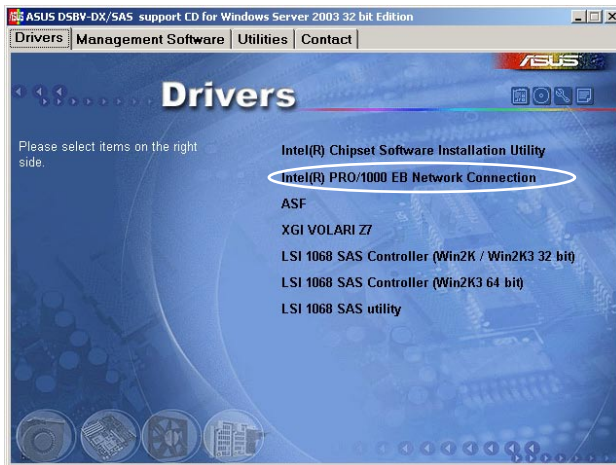 ASUS DSBV-DX/SAS support CD for Windows Server 2003 32 bit Edition
Drivers Management Software Utilities Contact
ASUS
Drivers
Please select items on the right
side.
Intel(R) Chipset Software Installation Utility
Intel(R) PRO/1000 EB Network Connection
ASF
XGI VOLARI Z7
LSI 1068 SAS Controller (Win2K / Win2K3 32 bit)
LSI 1068 SAS Controller (Win2K3 64 bit)
LSI 1068 SAS utility